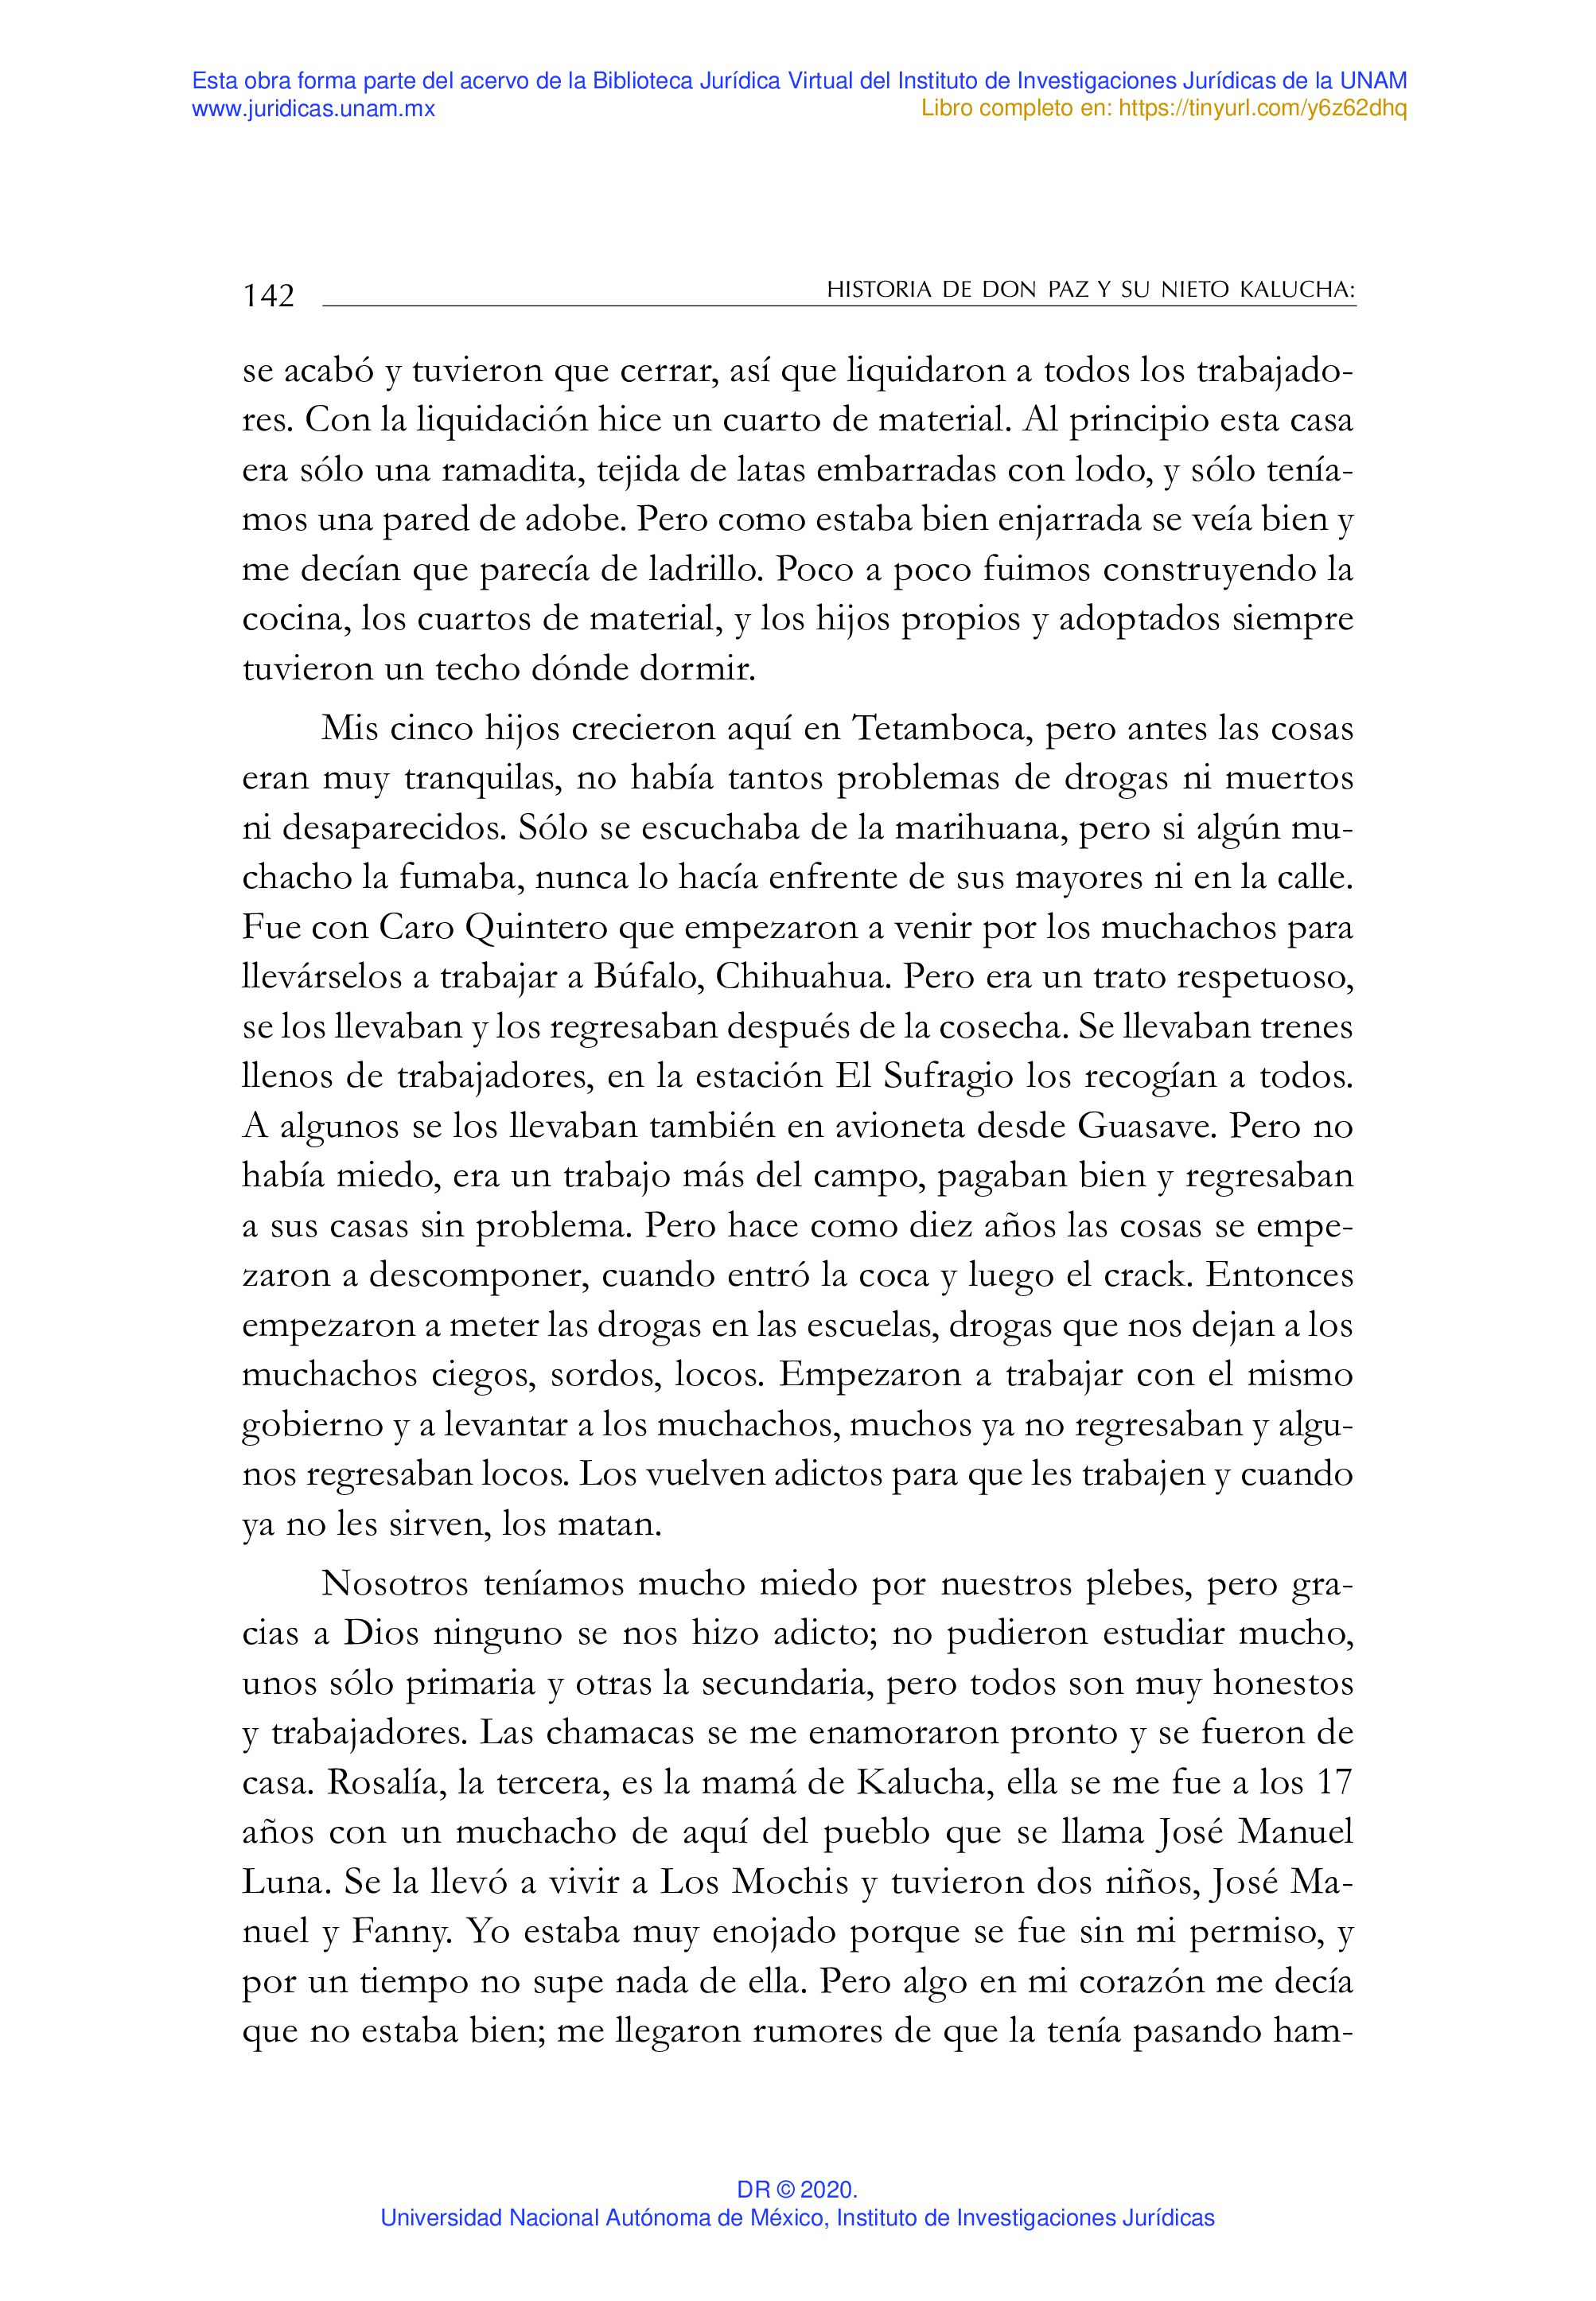 Esta obra forma parte del acervo de la Biblioteca Jurídica Virtual del Instituto de Investigaciones Jurídicas de la UNAM
www.juridicas.unam.mx
Libro completo en: https://tinyurl.com/y6z62dhq
142
HISTORIA DE DON PAZ Y SU NIETO KALUCHA:
se acabó y tuvieron que cerrar, así que liquidaron a todos los trabajado-
res. Con la liquidación hice un cuarto de material. Al principio esta casa
era sólo una ramadita, tejida de latas embarradas con lodo, y sólo tenía-
mos una pared de adobe. Pero como estaba bien enjarrada se veía bien y
me decían que parecía de ladrillo. Poco a poco fuimos construyendo la
cocina, los cuartos de material, y los hijos propios y adoptados siempre
tuvieron un techo dónde dormir.
Mis cinco hijos crecieron aquí en Tetamboca, pero antes las cosas
eran muy tranquilas, no había tantos problemas de drogas ni muertos
ni desaparecidos. Sólo se escuchaba de la marihuana, pero si algún mu-
chacho la fumaba, nunca lo hacía enfrente de sus mayores ni en la calle.
Fue con Caro Quintero que empezaron a venir por los muchachos para
llevárselos a trabajar a Búfalo, Chihuahua. Pero era un trato respetuoso,
se los llevaban y los regresaban después de la cosecha. Se llevaban trenes
llenos de trabajadores, en la estación El Sufragio los recogían a todos.
A algunos se los llevaban también en avioneta desde Guasave. Pero no
había miedo, era un trabajo más del campo, pagaban bien y regresaban
a sus casas sin problema. Pero hace como diez años las cosas se empe-
zaron a descomponer, cuando entró la coca y luego el crack. Entonces
empezaron a meter las drogas en las escuelas, drogas que nos dejan a los
muchachos ciegos, sordos, locos. Empezaron a trabajar con el mismo
gobierno y a levantar a los muchachos, muchos ya no regresaban y algu-
nos regresaban locos. Los vuelven adictos para que les trabajen y cuando
ya no les sirven, los matan.
Nosotros teníamos mucho miedo por nuestros plebes, pero gra-
cias a Dios ninguno se nos hizo adicto; no pudieron estudiar mucho,
unos sólo primaria y otras la secundaria, pero todos son muy honestos
y trabajadores. Las chamacas se me enamoraron pronto y se fueron de
casa. Rosalía, la tercera, es la mamá de Kalucha, ella se me fue a los 17
años con un muchacho de aquí del pueblo que se llama José Manuel
Luna. Se la llevó a vivir a Los Mochis y tuvieron dos niños, José Ma-
nuel y Fanny. Yo estaba muy enojado porque se fue sin mi permiso, y
por un tiempo no supe nada de ella. Pero algo en mi corazón me decía
que no estaba bien; me llegaron rumores de que la tenía pasando ham-
DR © 2020.
Universidad Nacional Autónoma de México, Instituto de Investigaciones Jurídicas